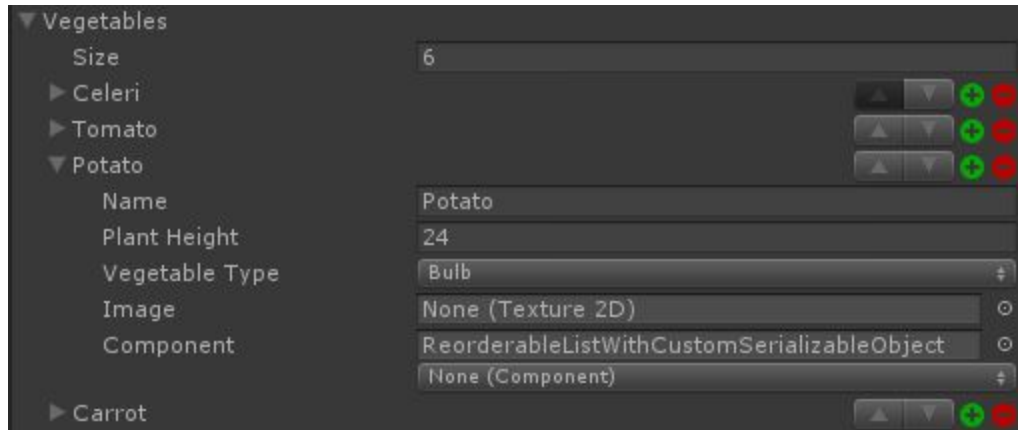 Vegetables
Size 6
Celeri
Tomato
Potato
Name Potato
Plant Height 24
Vegetable Type Bulb
Image None (Texture 2D)
Component ReorderableListWithCustomSerializableObject
None (Component)
Carrot